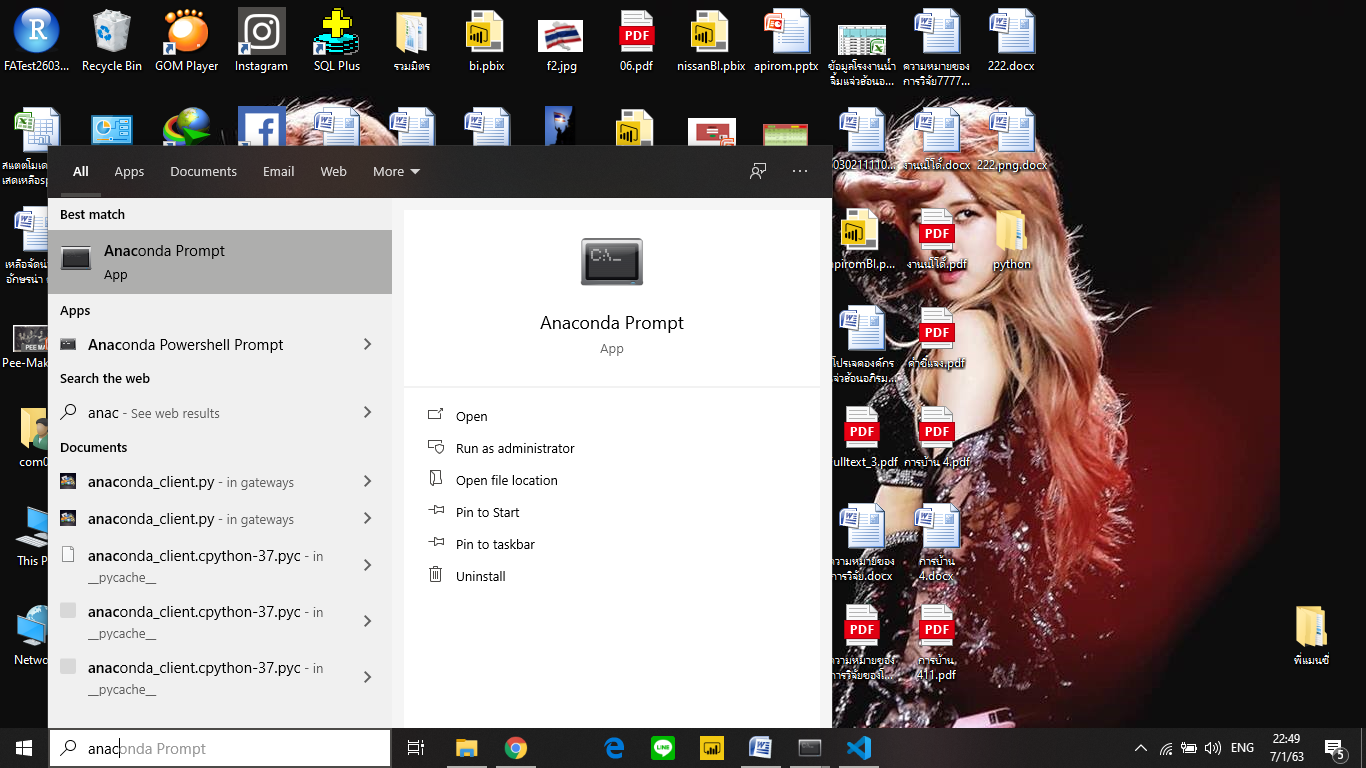 FATest2603...
Recycle Bin
GOM Player
Instagram
SQL Plus
รวมมิตร
bi.pbix
f2.jpg
PDF
06.pdf
nissanBI.pbix
apirom.pptx
ข้อมูลโรงงานน้ำ
จิ้มแจ่วฮ้อนอ...
ความหมายของ
การวิจัย7777...
222.docx
สแตตโมเด
เสดเหลือsp
030211110...
งานนโโด้.docx
222.png.docx
All
Apps
Documents
Email
Web
More
Best match
Anaconda Prompt
App
Apps
Anaconda Powershell Prompt
Search the web
anac - See web results
Documents
anaconda_client.py - in gateways
anaconda_client.py - in gateways
anaconda_client.cpython-37.pyc - in
__pycache__
anaconda_client.cpython-37.pyc - in
__pycache__
anaconda_client.cpython-37.pyc - in
__pycache__
C:\_
Anaconda Prompt
App
Open
Run as administrator
Open file location
Pin to Start
Pin to taskbar
Uninstall
เหลือจัดน
อักษรนำ
Pee-Mak
com0
This P
Netwo
apiromBI.p...
PDF
งานนโโด้.pdf
python
โปรเจคองค์กร
แจ่วฮ้อนอภิรม...
PDF
คำชี้แจง.pdf
PDF
fulltext_3.pdf
PDF
การบ้าน 4.pdf
ความหมายของ
การวิจัย.docx
การบ้าน
4.docx
PDF
ความหมายของ
การวิจัยของโ...
PDF
การบ้าน
411.pdf
พี่แมนซี่
anaconda Prompt
LINE
ENG
22:49
7/1/63
5